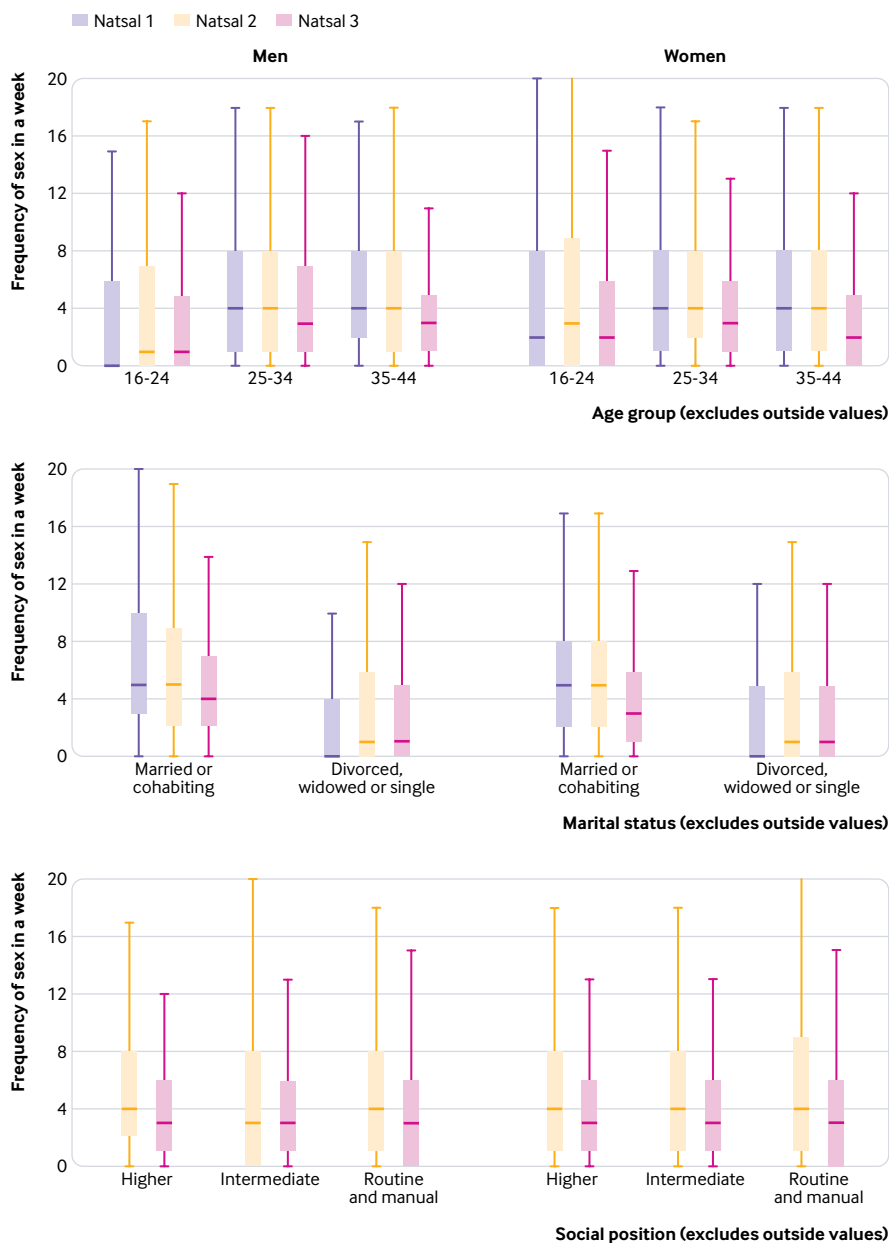 Natsal 1 Natsal 2 Natsal 3
Men Women
Frequency of sex in a week
20
16
12
8
4
0
16-24 25-34 35-44 16-24 25-34 35-44
Age group (excludes outside values)
Frequency of sex in a week
20
16
12
8
4
0
Married or cohabiting Divorced, widowed or single Married or cohabiting Divorced, widowed or single
Marital status (excludes outside values)
Frequency of sex in a week
20
16
12
8
4
0
Higher Intermediate Routine and manual Higher Intermediate Routine and manual
Social position (excludes outside values)